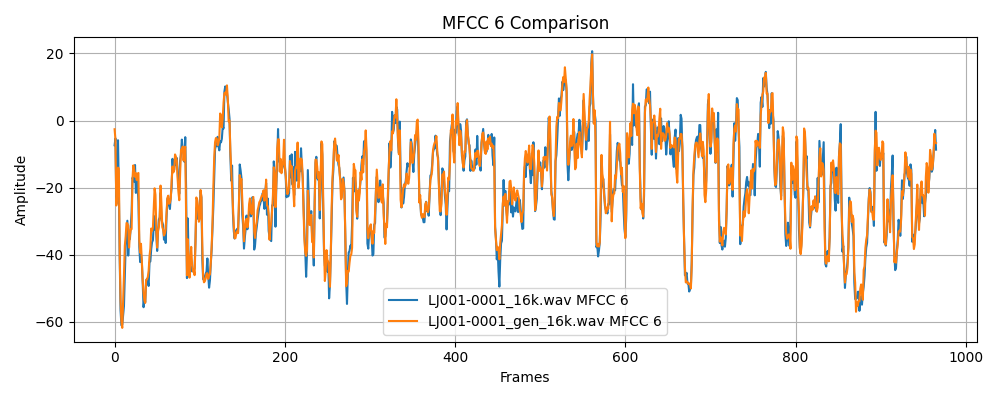 MFCC 6 Comparison
Amplitude
20
0
−20
−40
−60
0
200
400
600
800
1000
Frames
LJ001-0001_16k.wav MFCC 6
LJ001-0001_gen_16k.wav MFCC 6